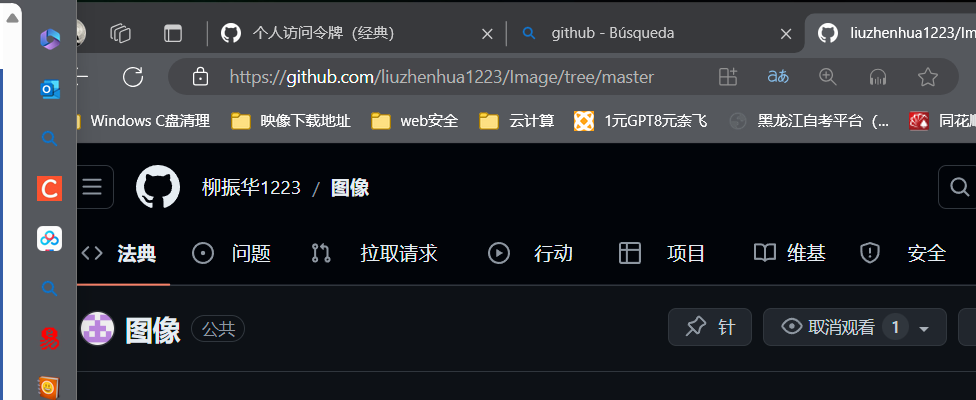 个人访问令牌（经典）
github - Búsqueda
liuzhenhua1223/Im
https://github.com/liuzhenhua1223/Image/tree/master
aあ
Windows C盘清理
映像下载地址
web安全
云计算
1元GPT8元奈飞
黑龙江自考平台（...
同花顺
柳振华1223 / 图像
法典
问题
拉取请求
行动
项目
维基
安全
图像
公共
针
取消观看 1